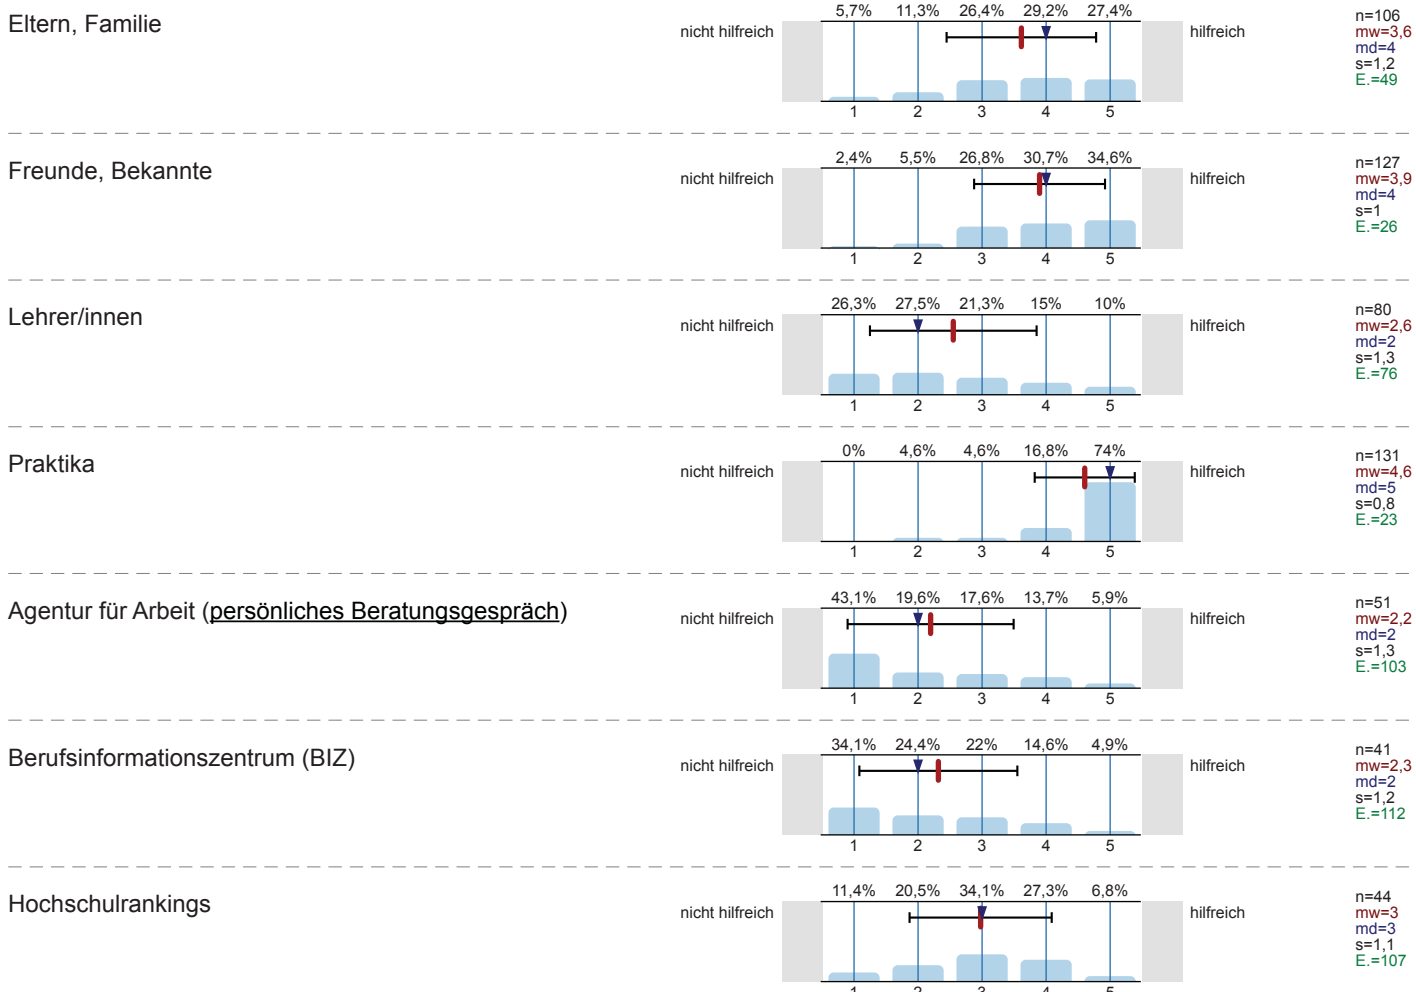 Eltern, Familie
nicht hilfreich
5,7% 11,3% 26,4% 29,2% 27,4%
hilfreich
1 2 3 4 5
n=106
mw=3,6
md=4
s=1,2
E.=49
Freunde, Bekannte
nicht hilfreich
2,4% 5,5% 26,8% 30,7% 34,6%
hilfreich
1 2 3 4 5
n=127
mw=3,9
md=4
s=1
E.=26
Lehrer/innen
nicht hilfreich
26,3% 27,5% 21,3% 15% 10%
hilfreich
1 2 3 4 5
n=80
mw=2,6
md=2
s=1,3
E.=76
Praktika
nicht hilfreich
0% 4,6% 4,6% 16,8% 74%
hilfreich
1 2 3 4 5
n=131
mw=4,6
md=5
s=0,8
E.=23
Agentur für Arbeit (persönliches Beratungsgespräch)
nicht hilfreich
43,1% 19,6% 17,6% 13,7% 5,9%
hilfreich
1 2 3 4 5
n=51
mw=2,2
md=2
s=1,3
E.=103
Berufsinformationszentrum (BIZ)
nicht hilfreich
34,1% 24,4% 22% 14,6% 4,9%
hilfreich
1 2 3 4 5
n=41
mw=2,3
md=2
s=1,2
E.=112
Hochschulrankings
nicht hilfreich
11,4% 20,5% 34,1% 27,3% 6,8%
hilfreich
1 2 3 4 5
n=44
mw=3
md=3
s=1,1
E.=107